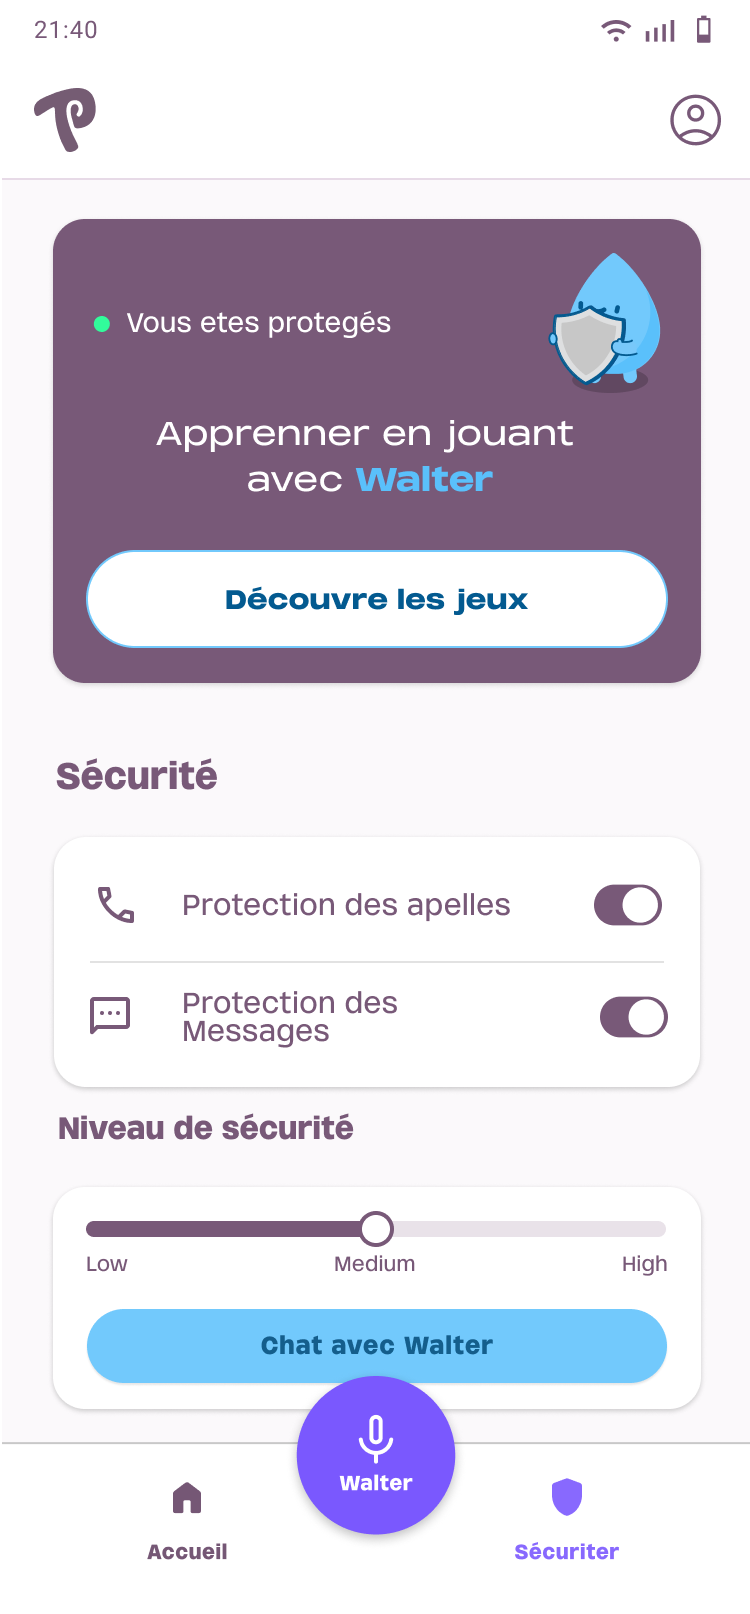 21:40
Vous etes protegés
Apprenner en jouant
avec Walter
Découvre les jeux
Sécurité
Protection des apelles
Protection des
Messages
Niveau de sécurité
Low Medium High
Chat avec Walter
Walter
Accueil Sécuriter